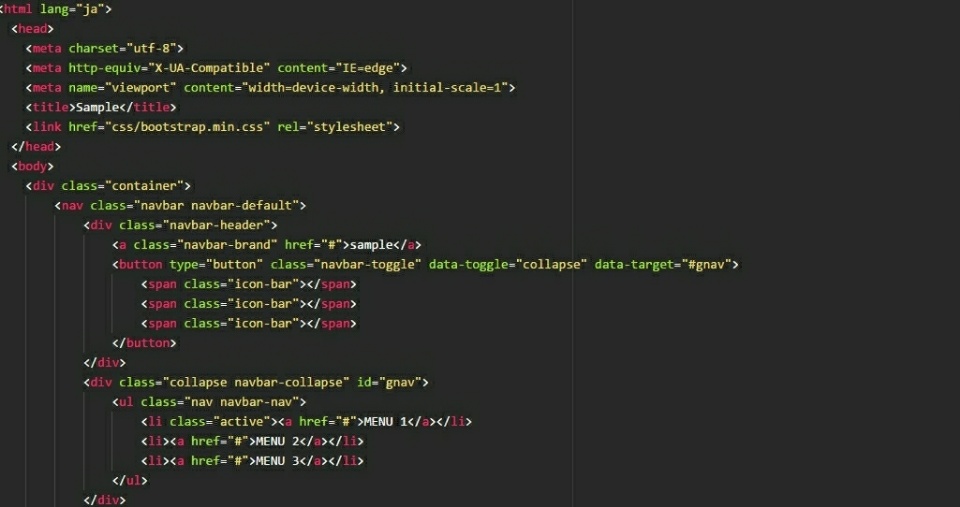 <html lang="ja">
<head>
<meta charset="utf-8">
<meta http-equiv="X-UA-Compatible" content="IE=edge">
<meta name="viewport" content="width=device-width, initial-scale=1">
<title>Sample</title>
<link href="css/bootstrap.min.css" rel="stylesheet">
</head>
<body>
<div class="container">
<nav class="navbar navbar-default">
<div class="navbar-header">
<a class="navbar-brand" href="#">sample</a>
<button type="button" class="navbar-toggle" data-toggle="collapse" data-target="#gnav">
<span class="icon-bar"></span>
<span class="icon-bar"></span>
<span class="icon-bar"></span>
</button>
</div>
<div class="collapse navbar-collapse" id="gnav">
<ul class="nav navbar-nav">
<li class="active"><a href="#">MENU 1</a></li>
<li><a href="#">MENU 2</a></li>
<li><a href="#">MENU 3</a></li>
</ul>
</div>